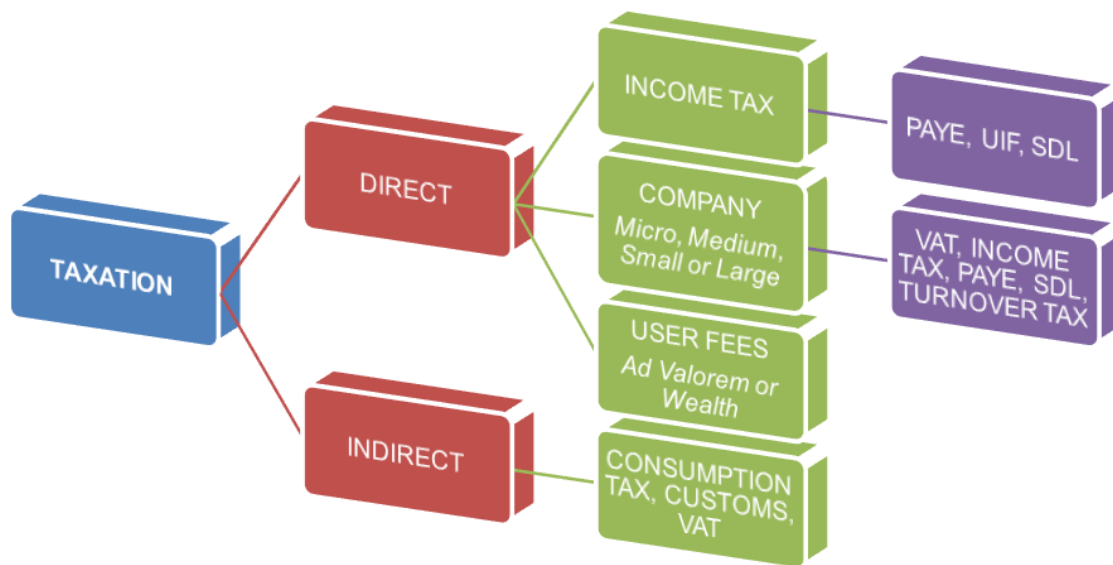 TAXATION
DIRECT
INDIRECT
INCOME TAX
COMPANY
Micro, Medium,
Small or Large
USER FEES
Ad Valorem or
Wealth
CONSUMPTION
TAX, CUSTOMS,
VAT
PAYE, UIF, SDL
VAT, INCOME
TAX, PAYE, SDL,
TURNOVER TAX